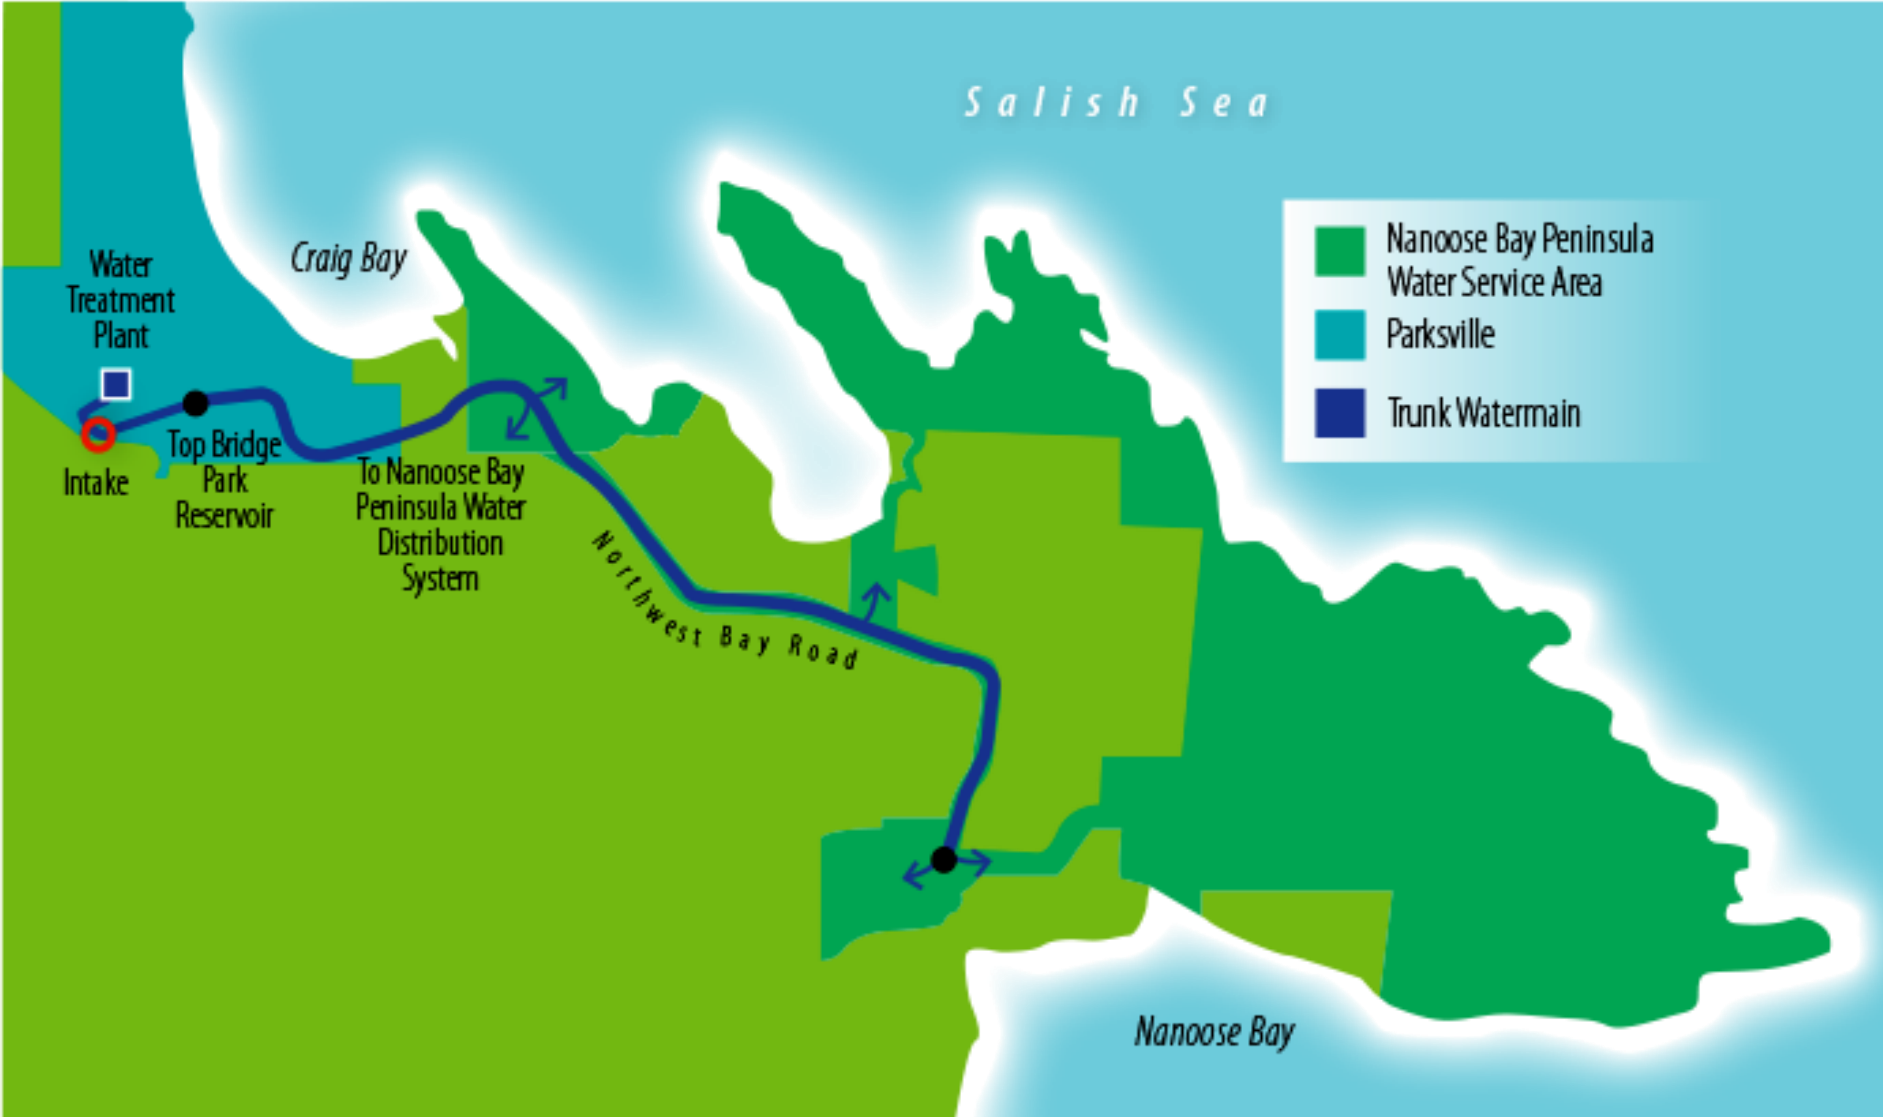 Salish Sea
Craig Bay
Water
Treatment
Plant
Intake
Top Bridge
Park
Reservoir
To Nanoose Bay
Peninsula Water
Distribution
System
Northwest Bay Road
Nanoose Bay
Nanoose Bay Peninsula
Water Service Area
Parksville
Trunk Watermain